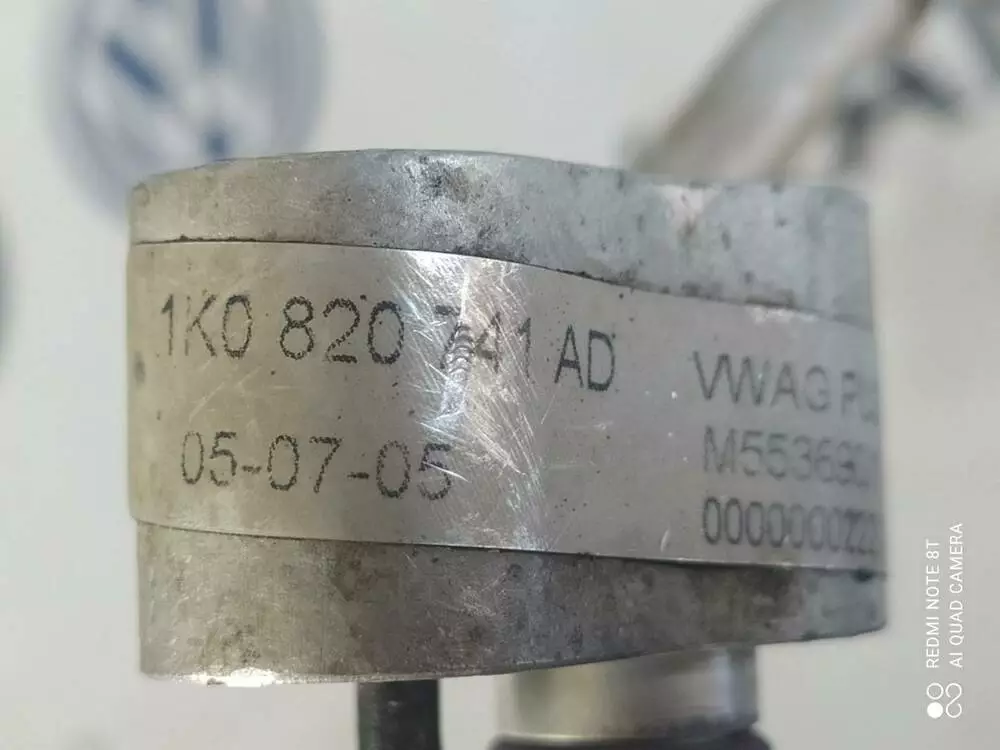 1K0 820 741 AD
05-07-05
VWAG
REDMI NOTE 8T
AI QUAD CAMERA